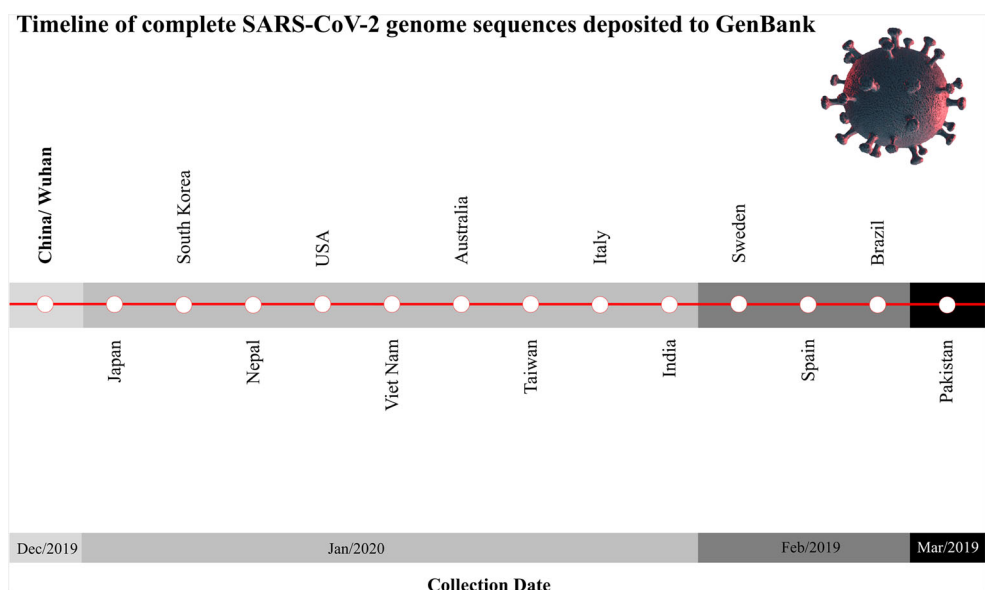 Timeline of complete SARS-CoV-2 genome sequences deposited to GenBank
China/ Wuhan
South Korea
USA
Australia
Italy
Sweden
Brazil
Japan
Nepal
Viet Nam
Taiwan
India
Spain
Pakistan
Dec/2019
Jan/2020
Feb/2019
Mar/2019
Collection Date